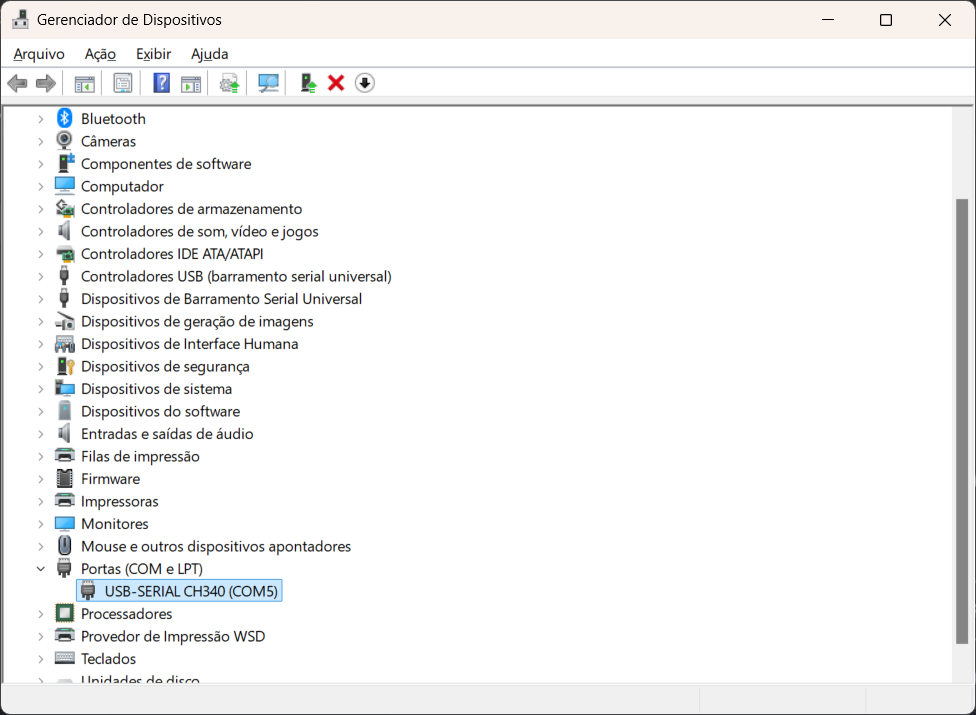 Gerenciador de Dispositivos
Arquivo Ação Exibir Ajuda
Bluetooth
Câmeras
Componentes de software
Computador
Controladores de armazenamento
Controladores de som, vídeo e jogos
Controladores IDE ATA/ATAPI
Controladores USB (barramento serial universal)
Dispositivos de Barramento Serial Universal
Dispositivos de geração de imagens
Dispositivos de Interface Humana
Dispositivos de segurança
Dispositivos de sistema
Dispositivos do software
Entradas e saídas de áudio
Filas de impressão
Firmware
Impressoras
Monitores
Mouse e outros dispositivos apontadores
Portas (COM e LPT)
USB-SERIAL CH340 (COM5)
Processadores
Provedor de Impressão WSD
Teclados
Unidades de disco